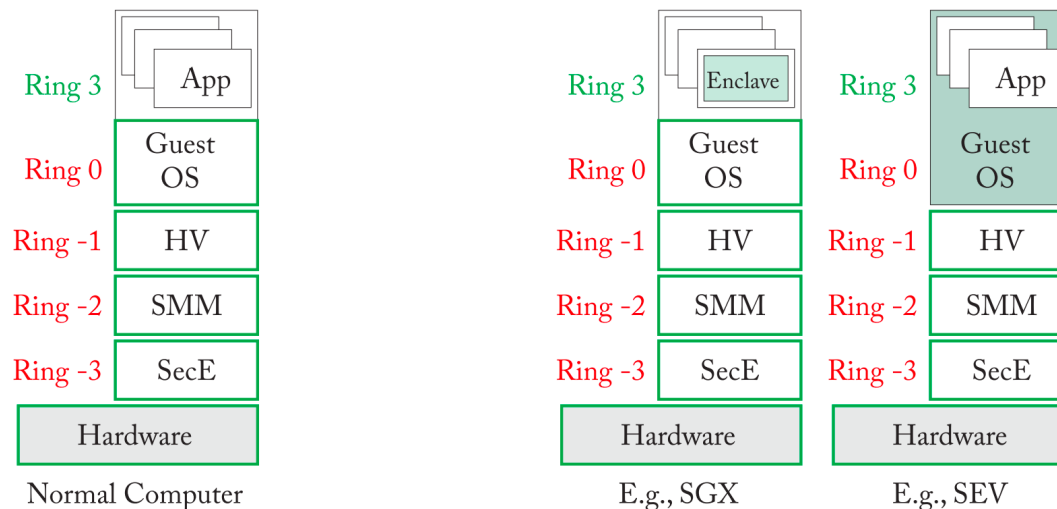 Ring 3
App
Ring 0
Guest
OS
Ring -1
HV
Ring -2
SMM
Ring -3
SecE
Hardware
Normal Computer
Ring 3
Enclave
Ring 0
Guest
OS
Ring -1
HV
Ring -2
SMM
Ring -3
SecE
Hardware
E.g., SGX
Ring 3
App
Ring 0
Guest
OS
Ring -1
HV
Ring -2
SMM
Ring -3
SecE
Hardware
E.g., SEV